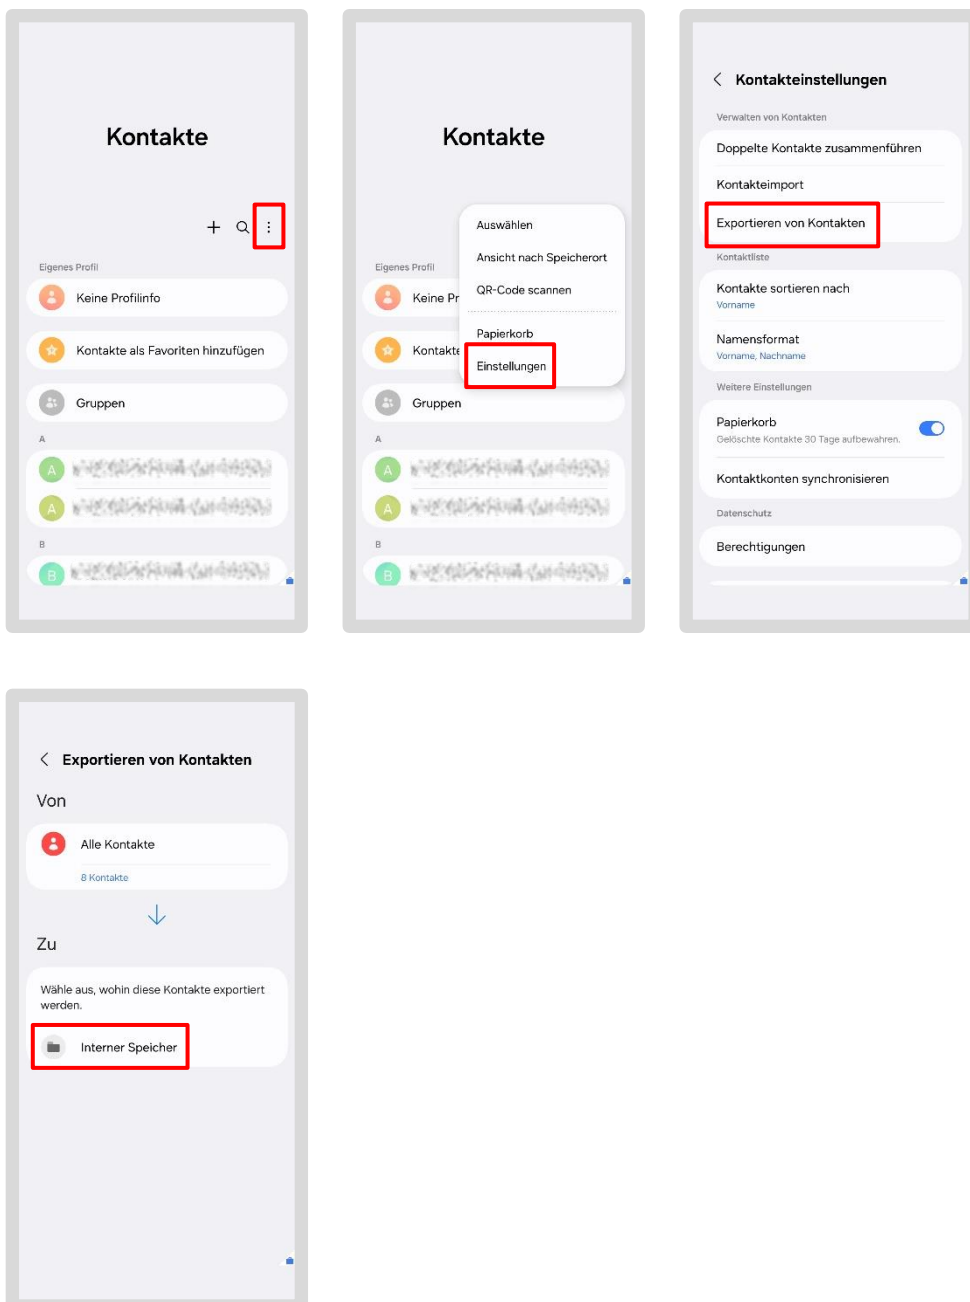 Kontakte
Eigenes Profil
Keine Profilinfo
Kontakte als Favoriten hinzufügen
Gruppen
A
A
A
B
B
Kontakte
Auswählen
Ansicht nach Speicherort
QR-Code scannen
Papierkorb
Einstellungen
Eigenes Profil
Keine Pr
Kontakte
Gruppen
A
A
A
B
B
Kontakteinstellungen
Verwalten von Kontakten
Doppelte Kontakte zusammenführen
Kontakteimport
Exportieren von Kontakten
Kontaktliste
Kontakte sortieren nach
Vorname
Namensformat
Vorname, Nachname
Weitere Einstellungen
Papierkorb
Gelöschte Kontakte 30 Tage aufbewahren.
Kontaktkonten synchronisieren
Datenschutz
Berechtigungen
Exportieren von Kontakten
Von
Alle Kontakte
8 Kontakte
Zu
Wähle aus, wohin diese Kontakte exportiert
werden.
Interner Speicher